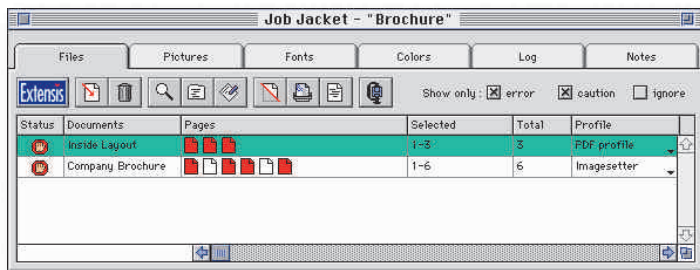 Job Jacket - "Brochure"
Files Pictures Fonts Colors Log Notes
Extensis Show only : error caution ignore
Status Documents Pages Selected Total Profile
Inside Layout 1-3 3 PDF profile
Company Brochure 1-6 6 Imagesetter